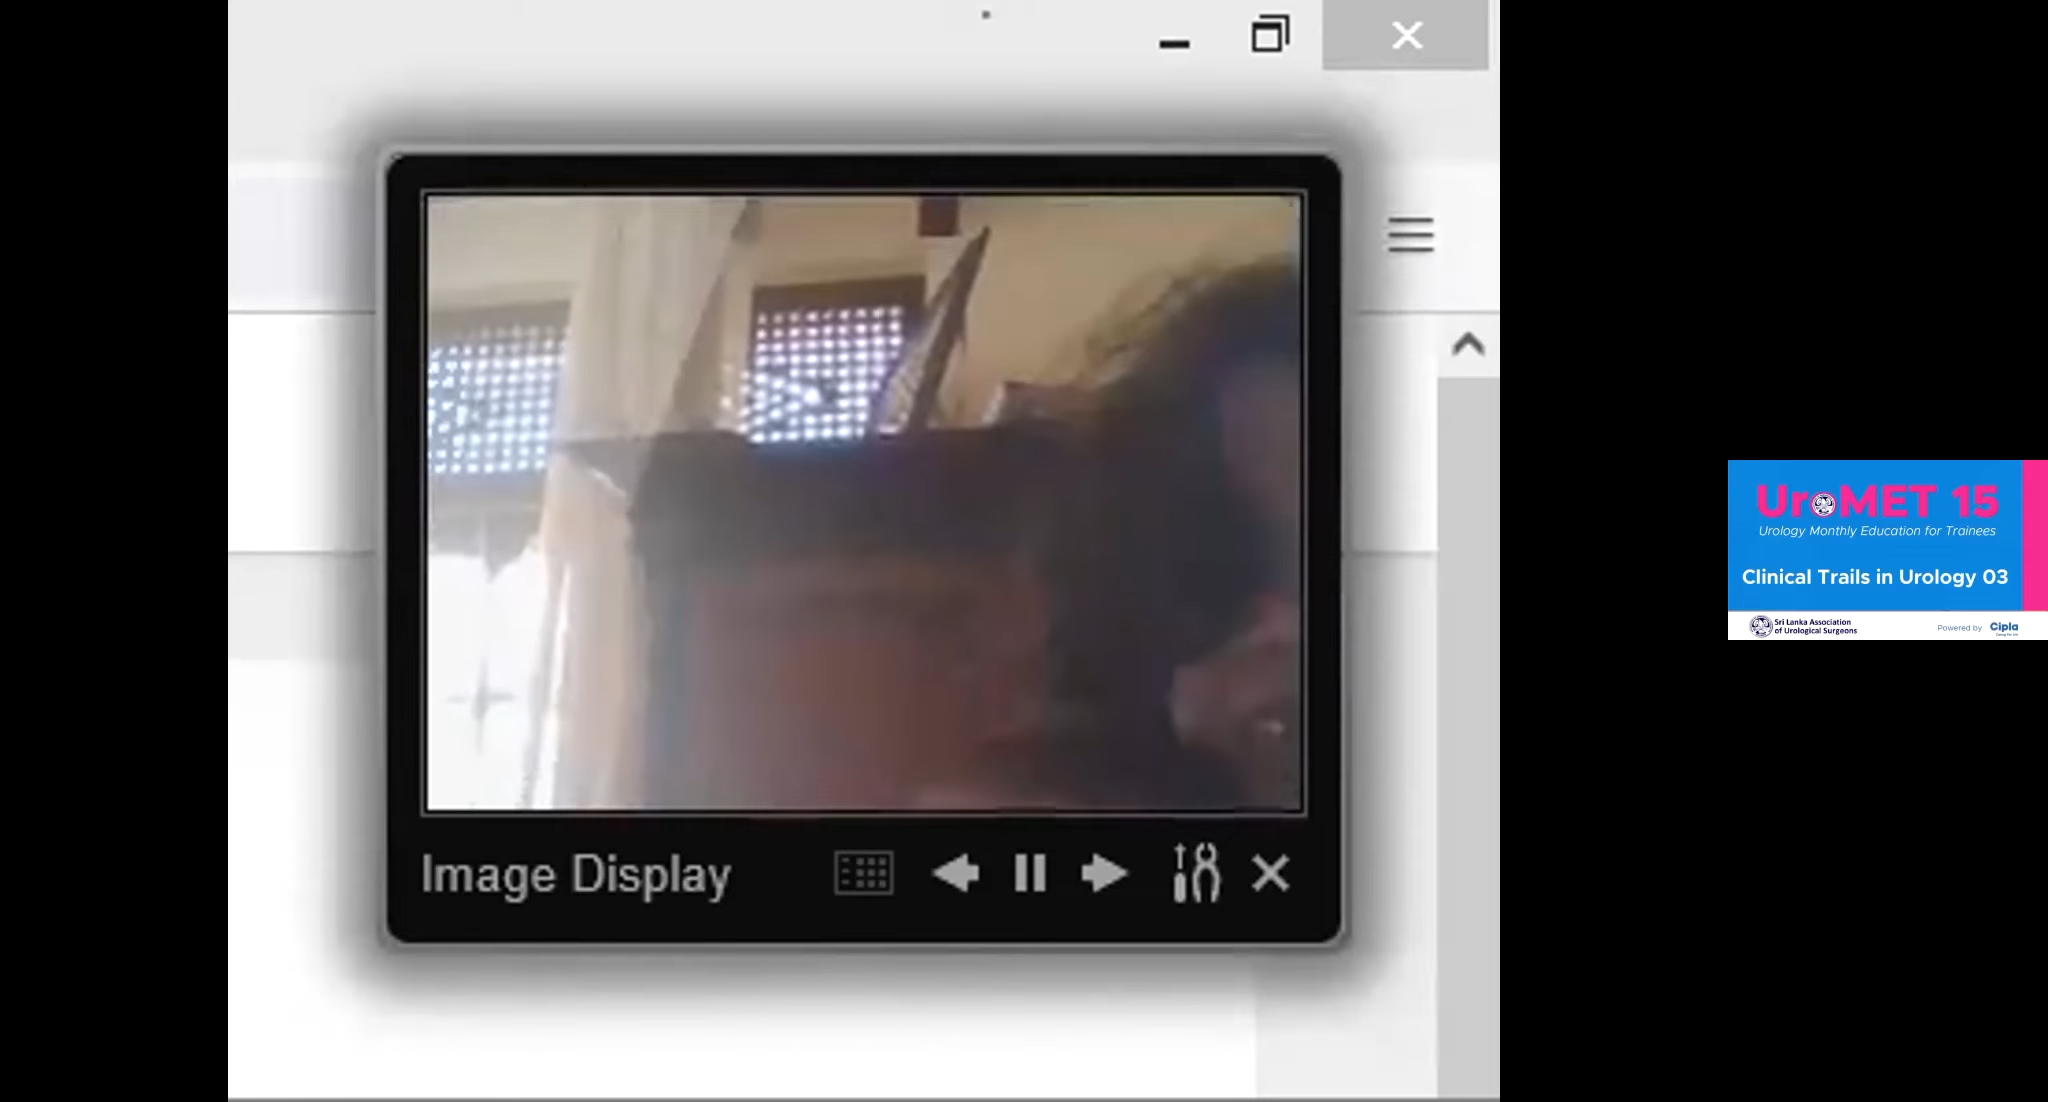 Image Display
UroMET 15
Urology Monthly Education for Trainees
Clinical Trails in Urology 03
Sri Lanka Association
of Urological Surgeons
Powered by Cipla